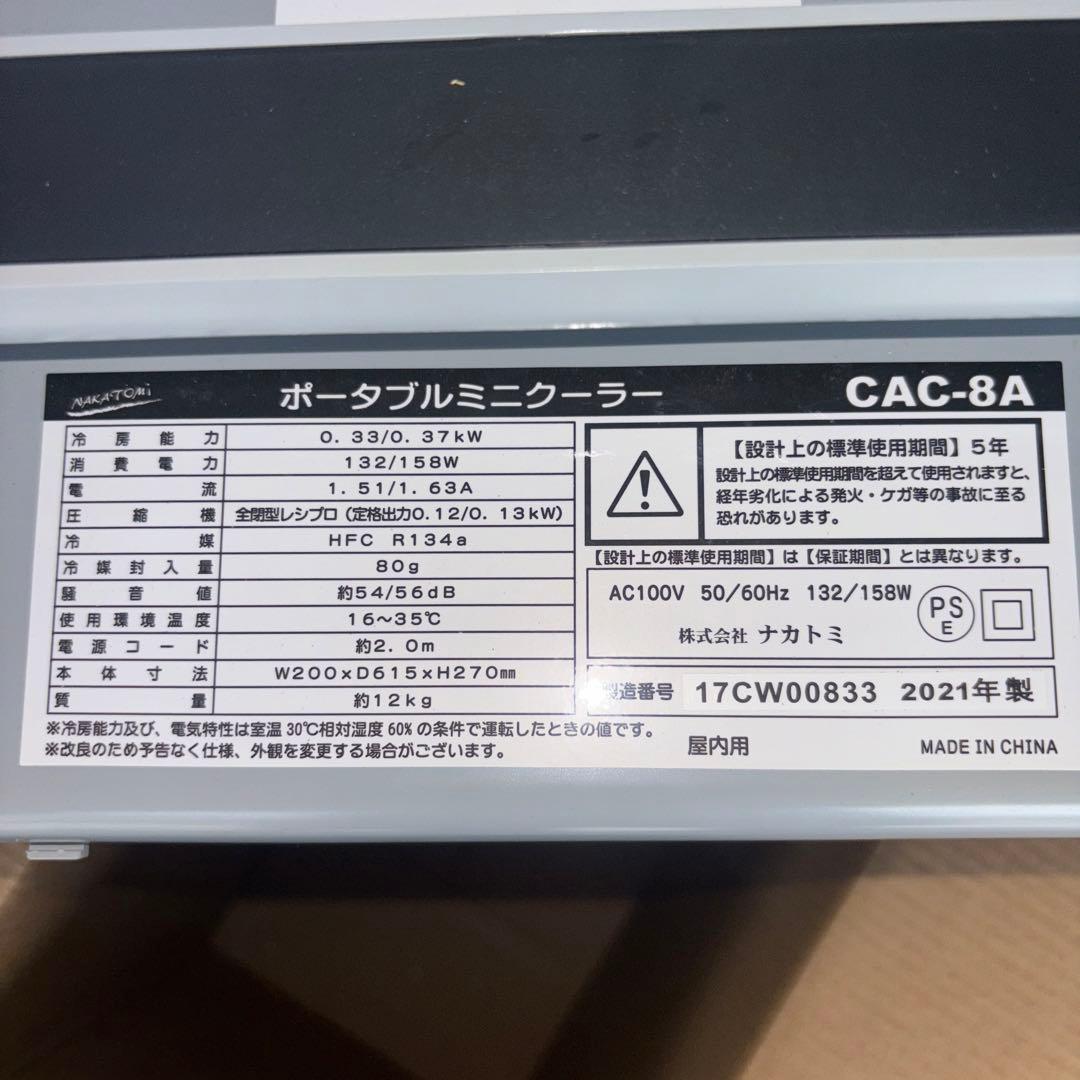 NAKATOMI ポータブルミニクーラー CAC-8A
冷房能力 0.33/0.37kW
消費電力 132/158W
電流 1.51/1.63A
圧縮機 全閉型レシプロ（定格出力0.12/0.13kW）
冷媒 HFC R134a
冷媒封入量 80g
騒音値 約54/56dB
使用環境温度 16～35℃
電源コード 約2.0m
本体寸法 W200×D615×H270mm
質量 約12kg
※冷房能力及び、電気特性は室温30℃相対湿度60%の条件で運転したときの値です。
※改良のため予告なく仕様、外観を変更する場合がございます。
【設計上の標準使用期間】5年
設計上の標準使用期間を超えて使用されますと、
経年劣化による発火・ケガ等の事故に至る
恐れがあります。
【設計上の標準使用期間】は【保証期間】とは異なります。
AC100V 50/60Hz 132/158W
PS
E
株式会社 ナカトミ
製造番号 17CW00833 2021年製
屋内用 MADE IN CHINA